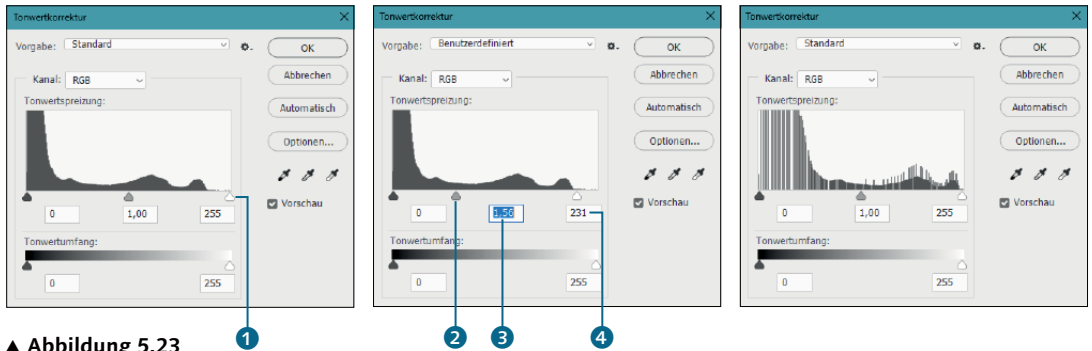 Tonwertkorrektur
Vorgabe: Standard
OK
Kanal: RGB
Abbrechen
Tonwertspreizung:
Automatisch
Optionen...
Vorschau
0 1,00 255
Tonwertumfang:
0 255
1
Tonwertkorrektur
Vorgabe: Benutzerdefiniert
OK
Kanal: RGB
Abbrechen
Tonwertspreizung:
Automatisch
Optionen...
Vorschau
0 1,56 231
Tonwertumfang:
0 255
2 3 4
Tonwertkorrektur
Vorgabe: Standard
OK
Kanal: RGB
Abbrechen
Tonwertspreizung:
Automatisch
Optionen...
Vorschau
0 1,00 255
Tonwertumfang:
0 255
▲ Abbildung 5.23